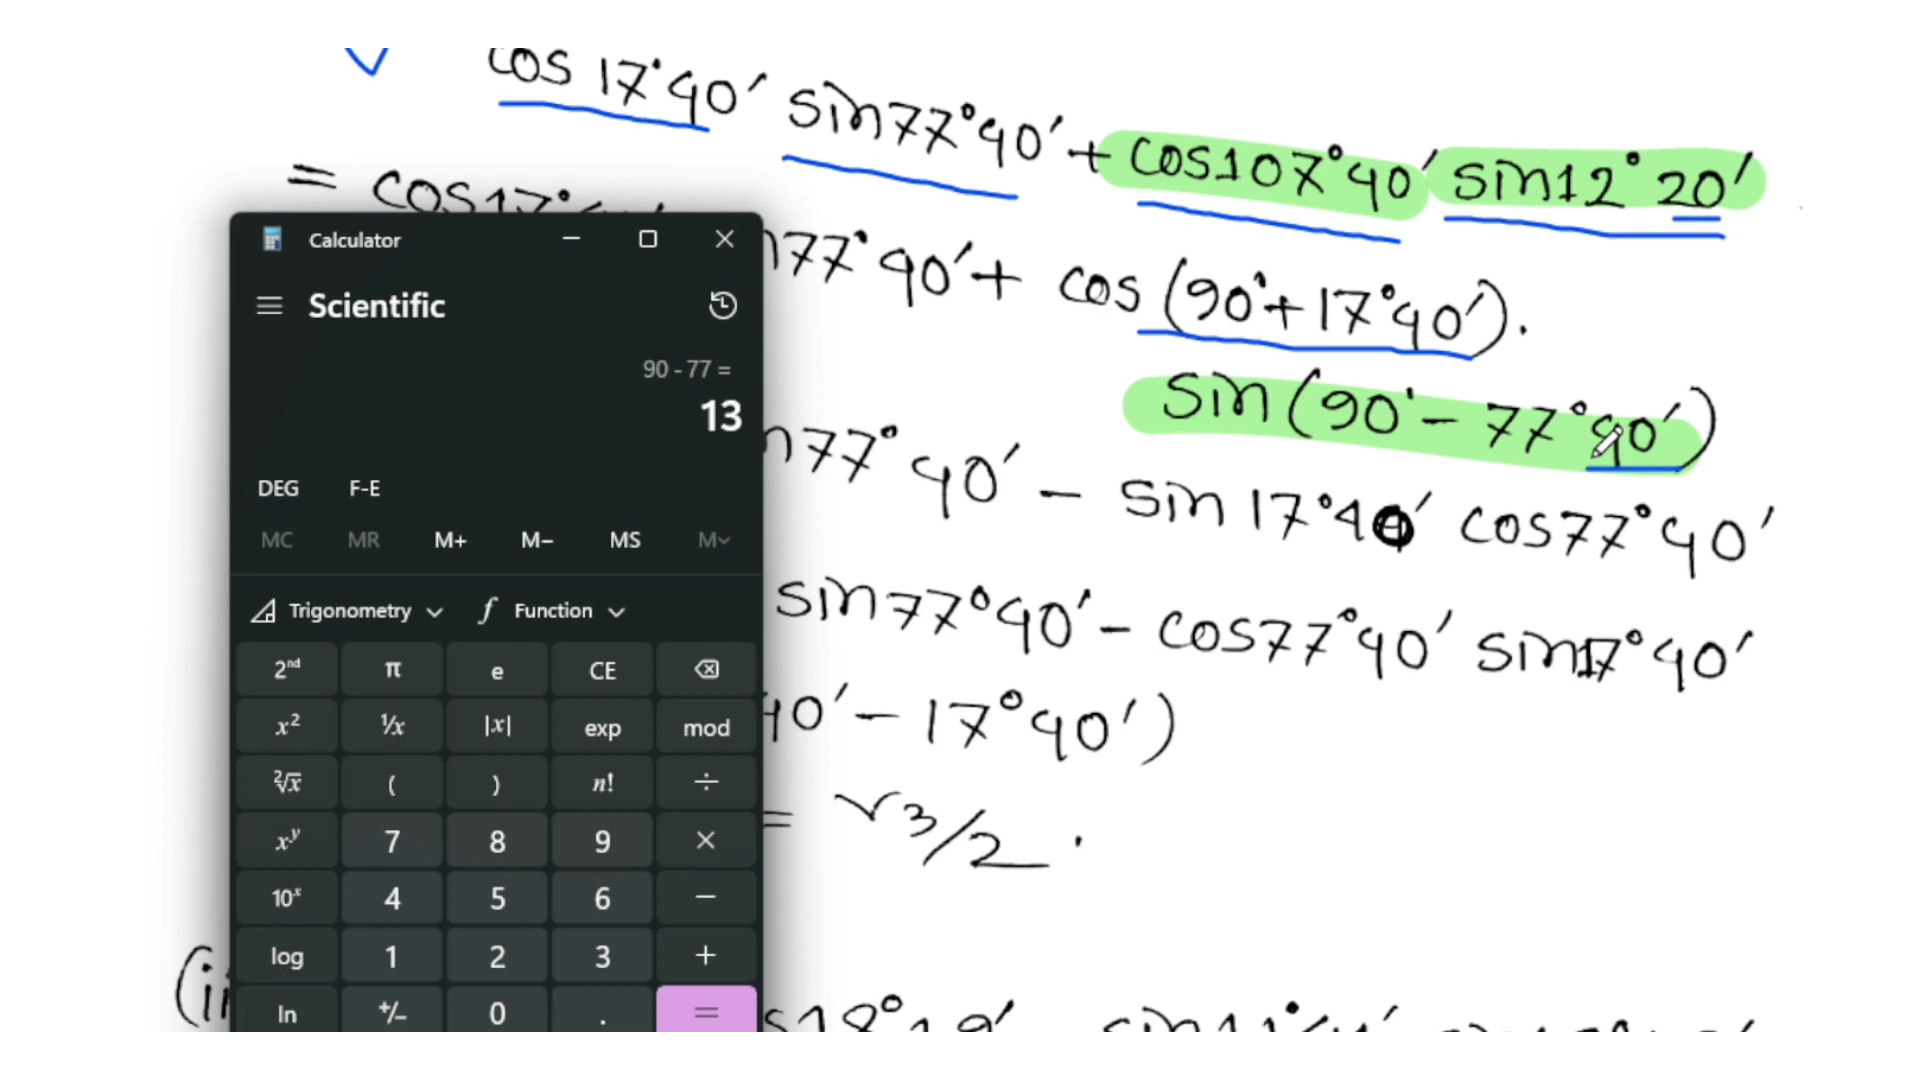 cos 17°40′ sin77°40′ + cos107°40′ sin12°20′
= cos17°
77°40′ + cos (90°+17°40′).
sin (90° − 77°40′)
77°40′ − sin 17°40′ cos77°40′
sin77°40′ − cos77°40′ sin17°40′
40′ − 17°40′)
= √3/2 .
Calculator
Scientific
90 - 77 =
13
DEG F-E
MC MR M+ M− MS M
Trigonometry f Function
2nd π e CE
x² ¹/x |x| exp mod
²√x ( ) n! ÷
xʸ 7 8 9 ×
10ˣ 4 5 6 −
log 1 2 3 +
ln +/− 0 . =